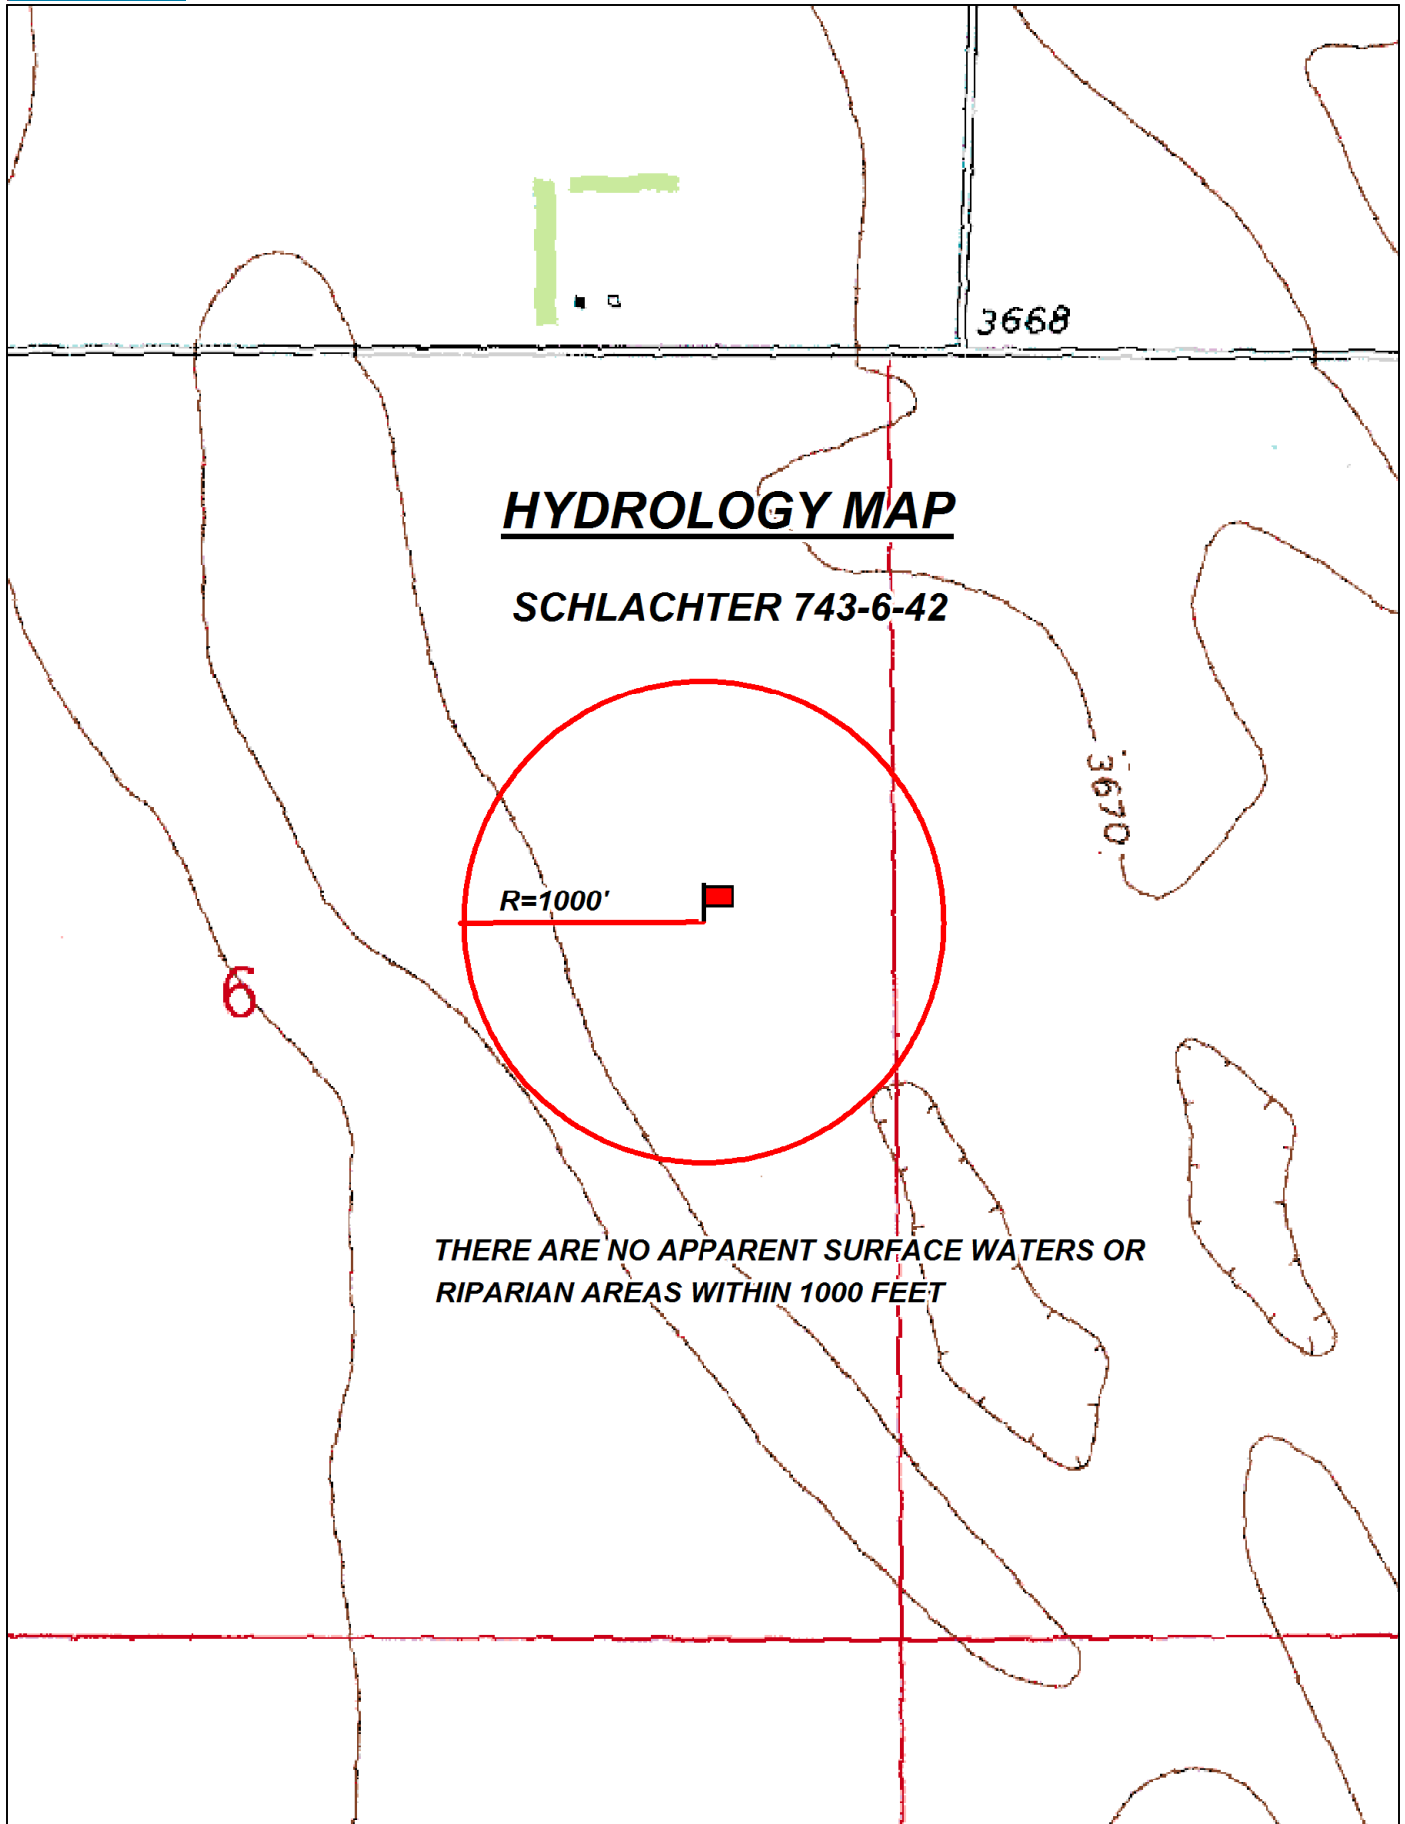 3668
HYDROLOGY MAP
SCHLACHTER 743-6-42
3670
R=1000'
6
THERE ARE NO APPARENT SURFACE WATERS OR
RIPARIAN AREAS WITHIN 1000 FEET